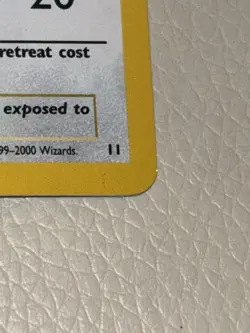 20
retreat cost
exposed to
99–2000 Wizards. 11